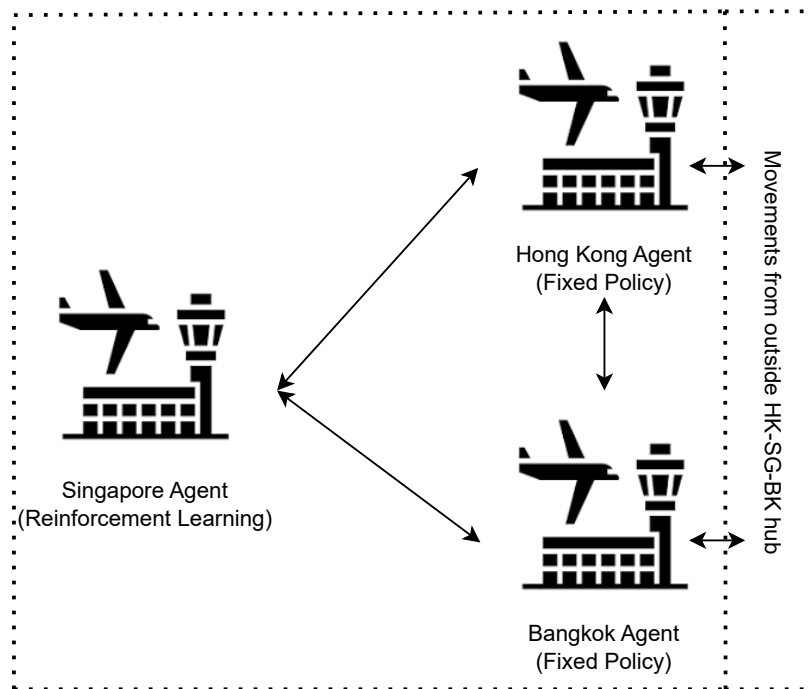 Hong Kong Agent
(Fixed Policy)
Movements from outside HK-SG-BK hub
Singapore Agent
(Reinforcement Learning)
Bangkok Agent
(Fixed Policy)